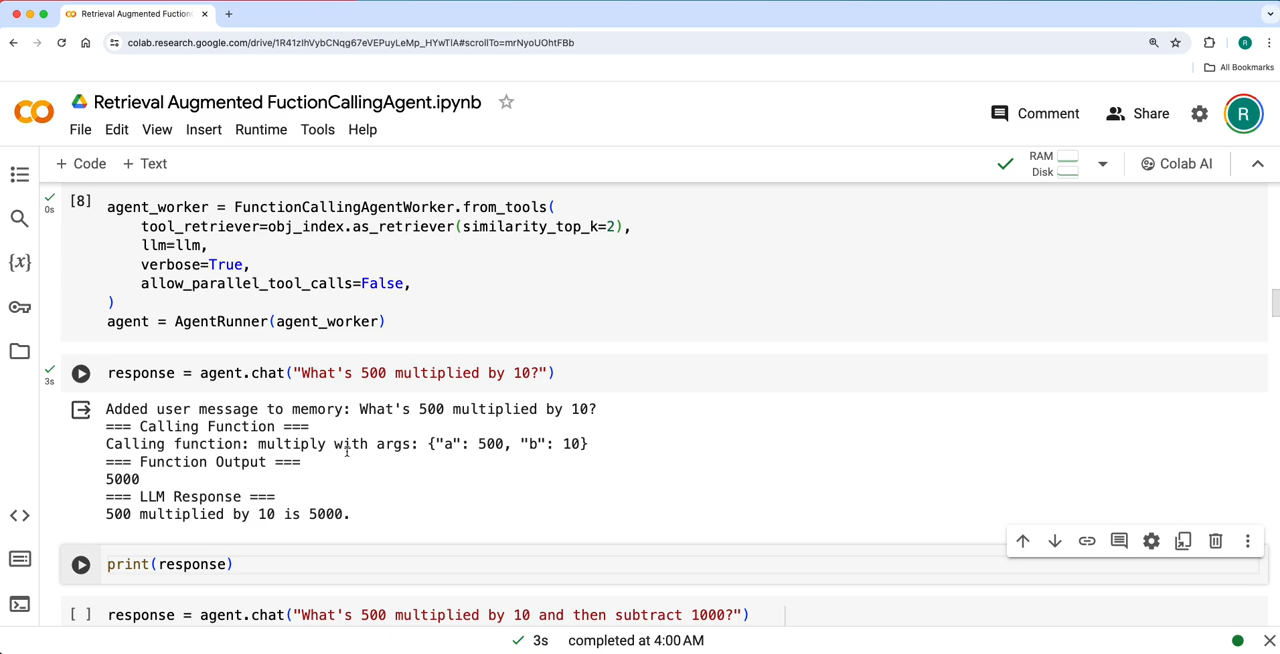 Retrieval Augmented Fuction
colab.research.google.com/drive/1R41zIhVybCNqg67eVEPuyLeMp_HYwTlA#scrollTo=mrNyoUOhtFBb
R
All Bookmarks
Retrieval Augmented FuctionCallingAgent.ipynb
File Edit View Insert Runtime Tools Help
Comment
Share
R
+ Code + Text
RAM
Disk
Colab AI
[8]
0s
agent_worker = FunctionCallingAgentWorker.from_tools(
tool_retriever=obj_index.as_retriever(similarity_top_k=2),
llm=llm,
verbose=True,
allow_parallel_tool_calls=False,
)
agent = AgentRunner(agent_worker)
3s
response = agent.chat("What's 500 multiplied by 10?")
Added user message to memory: What's 500 multiplied by 10?
=== Calling Function ===
Calling function: multiply with args: {"a": 500, "b": 10}
=== Function Output ===
5000
=== LLM Response ===
500 multiplied by 10 is 5000.
print(response)
[ ] response = agent.chat("What's 500 multiplied by 10 and then subtract 1000?")
3s completed at 4:00 AM